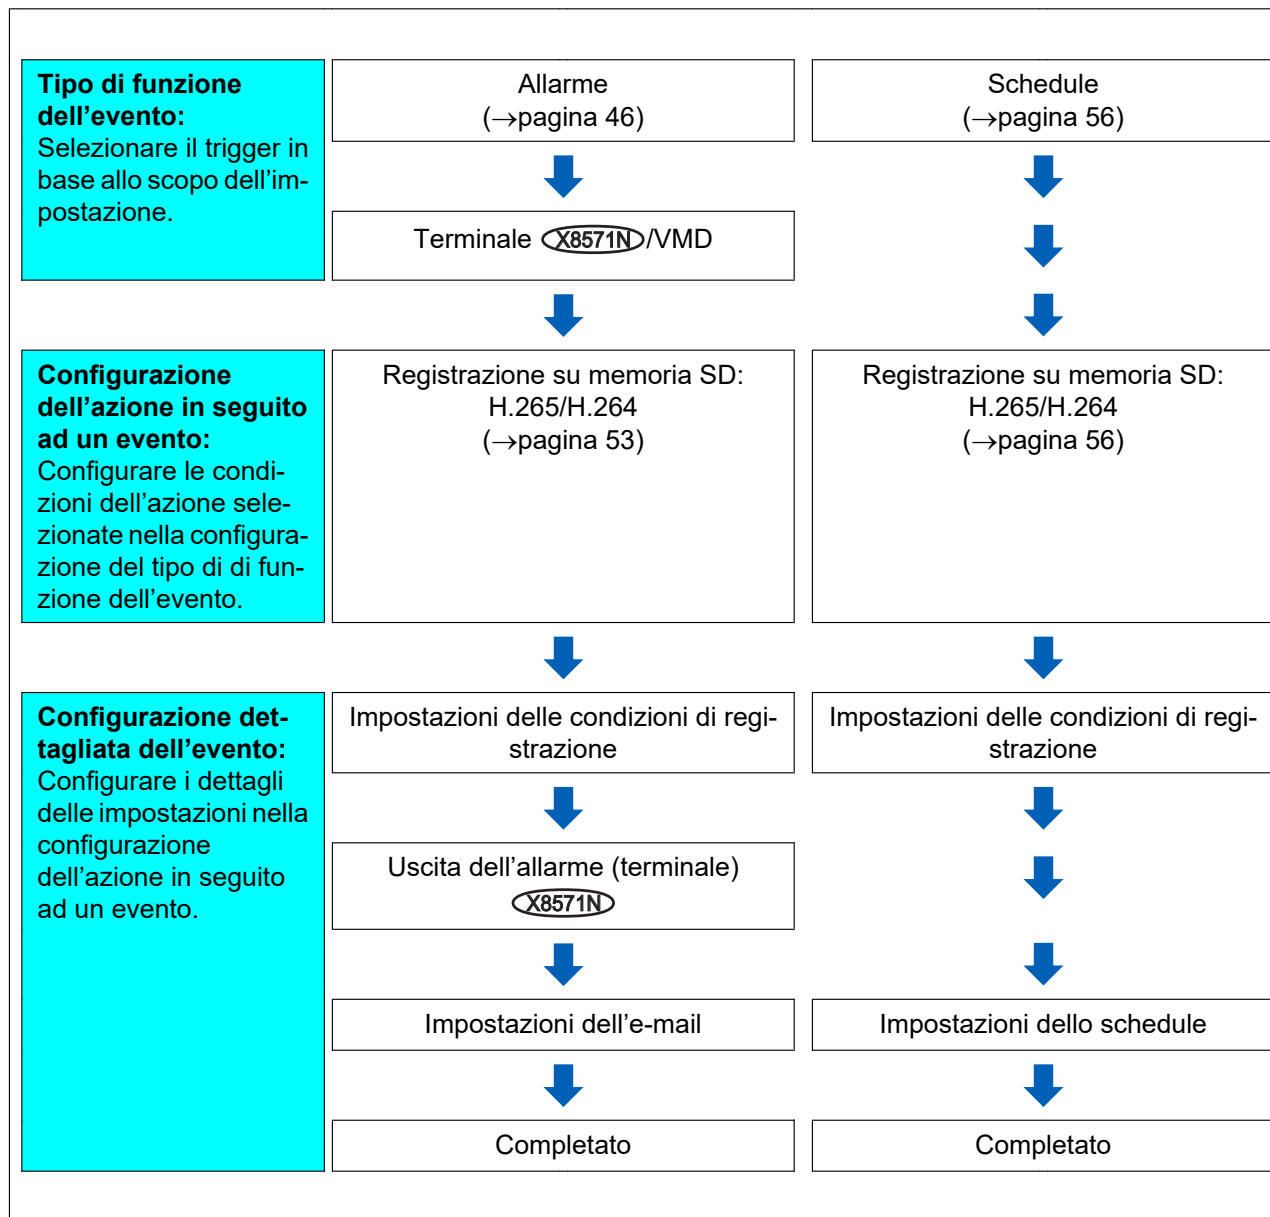 Tipo di funzione
dell’evento:
Selezionare il trigger in
base allo scopo dell’im-
postazione.
Allarme
(→pagina 46)
Schedule
(→pagina 56)
Terminale X8571N/VMD
Configurazione
dell’azione in seguito
ad un evento:
Configurare le condi-
zioni dell’azione sele-
zionate nella configura-
zione del tipo di di fun-
zione dell’evento.
Registrazione su memoria SD:
H.265/H.264
(→pagina 53)
Registrazione su memoria SD:
H.265/H.264
(→pagina 56)
Configurazione det-
tagliata dell’evento:
Configurare i dettagli
delle impostazioni nella
configurazione
dell’azione in seguito
ad un evento.
Impostazioni delle condizioni di regi-
strazione
Impostazioni delle condizioni di regi-
strazione
Uscita dell’allarme (terminale)
X8571N
Impostazioni dell’e-mail
Impostazioni dello schedule
Completato
Completato